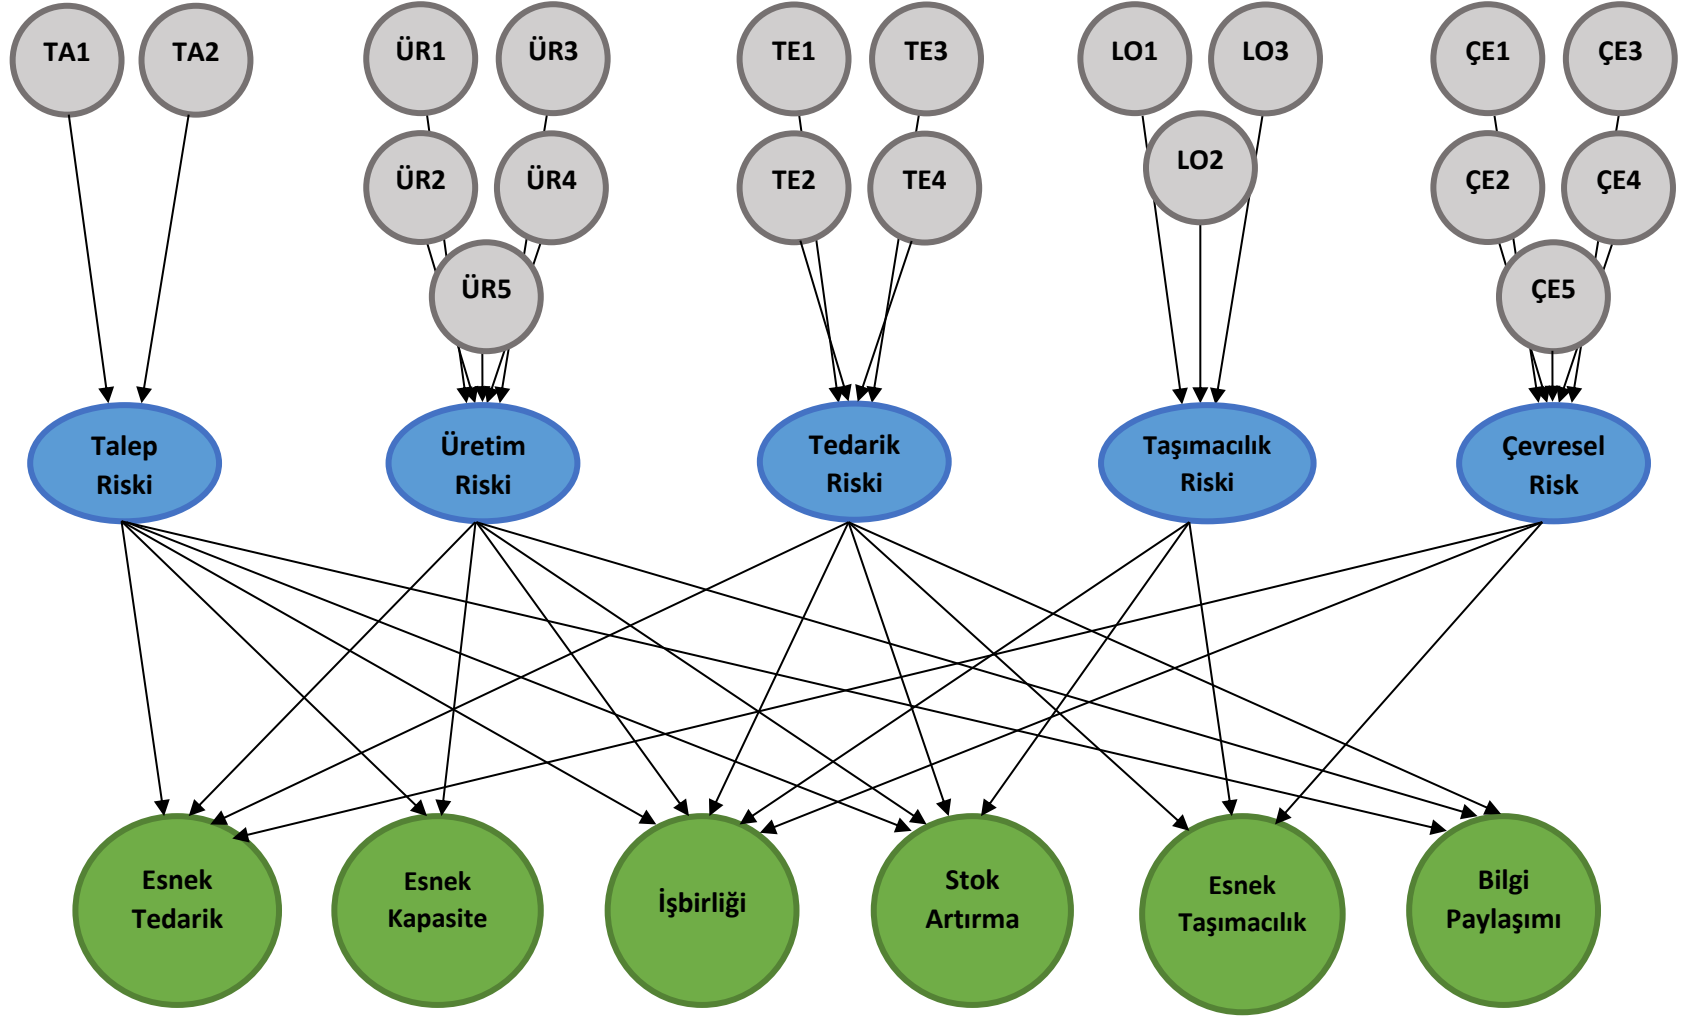 TA1
TA2
ÜR1
ÜR3
TE1
TE3
LO1
LO3
ÇE1
ÇE3
LO2
ÜR2
ÜR4
TE2
TE4
ÇE2
ÇE4
ÜR5
ÇE5
Talep
Riski
Üretim
Riski
Tedarik
Riski
Taşımacılık
Riski
Çevresel
Risk
Esnek
Tedarik
Esnek
Kapasite
İşbirliği
Stok
Artırma
Esnek
Taşımacılık
Bilgi
Paylaşımı